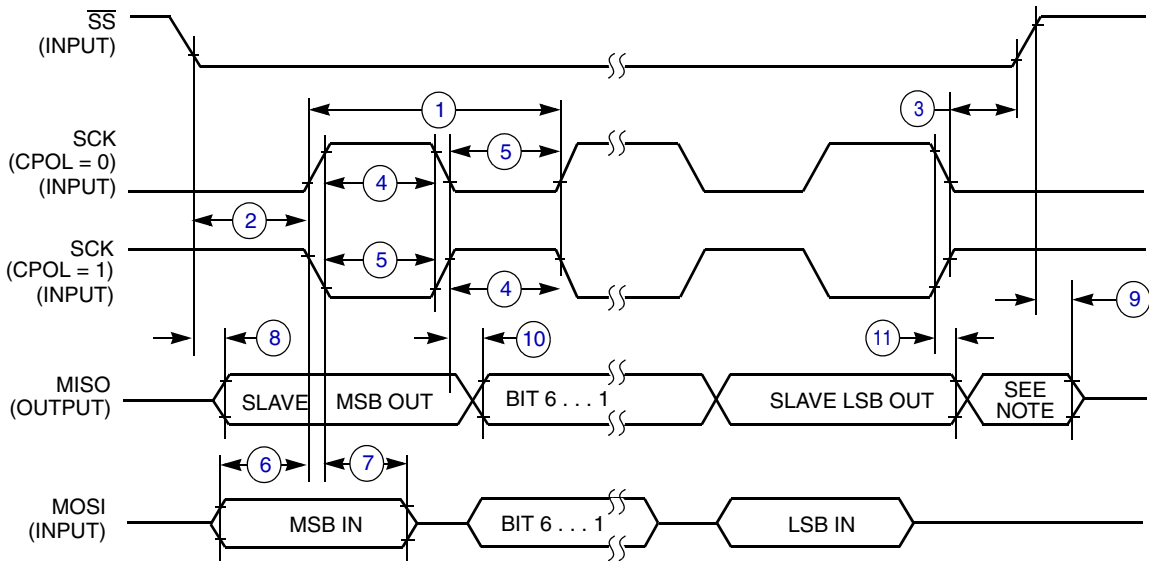 SS
(INPUT)
1
3
SCK
(CPOL = 0)
(INPUT)
5
4
2
SCK
(CPOL = 1)
(INPUT)
5
4
9
8
10
11
MISO
(OUTPUT)
SLAVE MSB OUT
BIT 6 . . . 1
SLAVE LSB OUT
SEE
NOTE
6
7
MOSI
(INPUT)
MSB IN
BIT 6 . . . 1
LSB IN